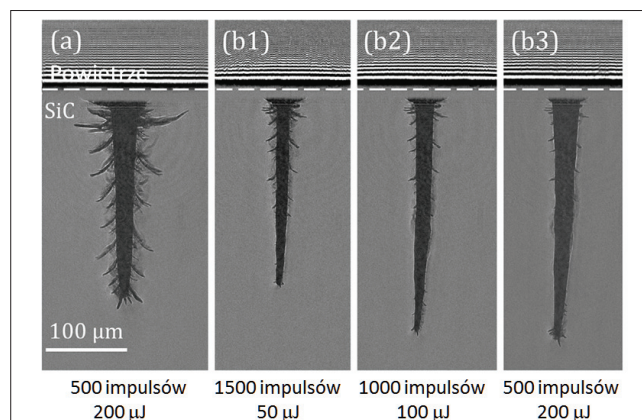 (a) (b1) (b2) (b3)
Powietrze
SiC
100 μm
500 impulsów 1500 impulsów 1000 impulsów 500 impulsów
200 μJ 50 μJ 100 μJ 200 μJ